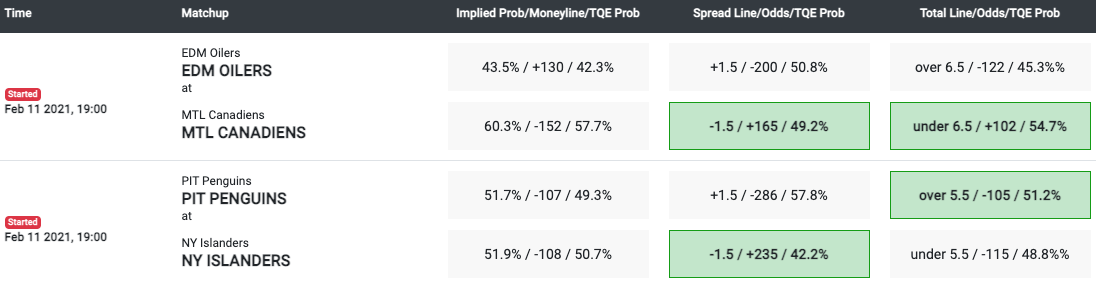 Time Matchup Implied Prob/Moneyline/TQE Prob Spread Line/Odds/TQE Prob Total Line/Odds/TQE Prob
EDM Oilers
EDM OILERS 43.5% / +130 / 42.3% +1.5 / -200 / 50.8% over 6.5 / -122 / 45.3%%
at
Started
Feb 11 2021, 19:00
MTL Canadiens
MTL CANADIENS 60.3% / -152 / 57.7% -1.5 / +165 / 49.2% under 6.5 / +102 / 54.7%
PIT Penguins
PIT PENGUINS 51.7% / -107 / 49.3% +1.5 / -286 / 57.8% over 5.5 / -105 / 51.2%
at
Started
Feb 11 2021, 19:00
NY Islanders
NY ISLANDERS 51.9% / -108 / 50.7% -1.5 / +235 / 42.2% under 5.5 / -115 / 48.8%%